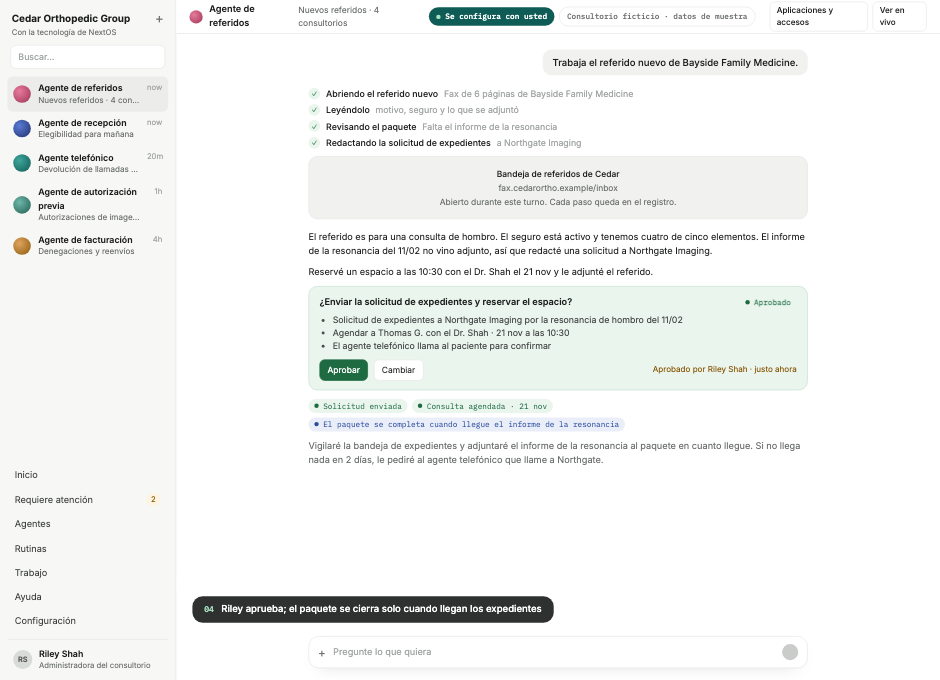 Cedar Orthopedic Group
+
Con la tecnología de NextOS
Buscar...
Agente de referidos
now
Nuevos referidos · 4 con...
Agente de recepción
now
Elegibilidad para mañana
Agente telefónico
20m
Devolución de llamadas ...
Agente de autorización
previa
1h
Autorizaciones de image...
Agente de facturación
4h
Denegaciones y reenvíos
Inicio
Requiere atención
2
Agentes
Rutinas
Trabajo
Ayuda
Configuración
RS
Riley Shah
Administradora del consultorio
Agente de
referidos
Nuevos referidos · 4
consultorios
Se configura con usted
Consultorio ficticio · datos de muestra
Aplicaciones y
accesos
Ver en
vivo
Trabaja el referido nuevo de Bayside Family Medicine.
Abriendo el referido nuevo Fax de 6 páginas de Bayside Family Medicine
Leyéndolo motivo, seguro y lo que se adjuntó
Revisando el paquete Falta el informe de la resonancia
Redactando la solicitud de expedientes a Northgate Imaging
Bandeja de referidos de Cedar
fax.cedarortho.example/inbox
Abierto durante este turno. Cada paso queda en el registro.
El referido es para una consulta de hombro. El seguro está activo y tenemos cuatro de cinco elementos. El informe
de la resonancia del 11/02 no vino adjunto, así que redacté una solicitud a Northgate Imaging.
Reservé un espacio a las 10:30 con el Dr. Shah el 21 nov y le adjunté el referido.
¿Enviar la solicitud de expedientes y reservar el espacio?
Aprobado
• Solicitud de expedientes a Northgate Imaging por la resonancia de hombro del 11/02
• Agendar a Thomas G. con el Dr. Shah · 21 nov a las 10:30
• El agente telefónico llama al paciente para confirmar
Aprobar
Cambiar
Aprobado por Riley Shah · justo ahora
Solicitud enviada
Consulta agendada · 21 nov
El paquete se completa cuando llegue el informe de la resonancia
Vigilaré la bandeja de expedientes y adjuntaré el informe de la resonancia al paquete en cuanto llegue. Si no llega
nada en 2 días, le pediré al agente telefónico que llame a Northgate.
04 Riley aprueba; el paquete se cierra solo cuando llegan los expedientes
+ Pregunte lo que quiera